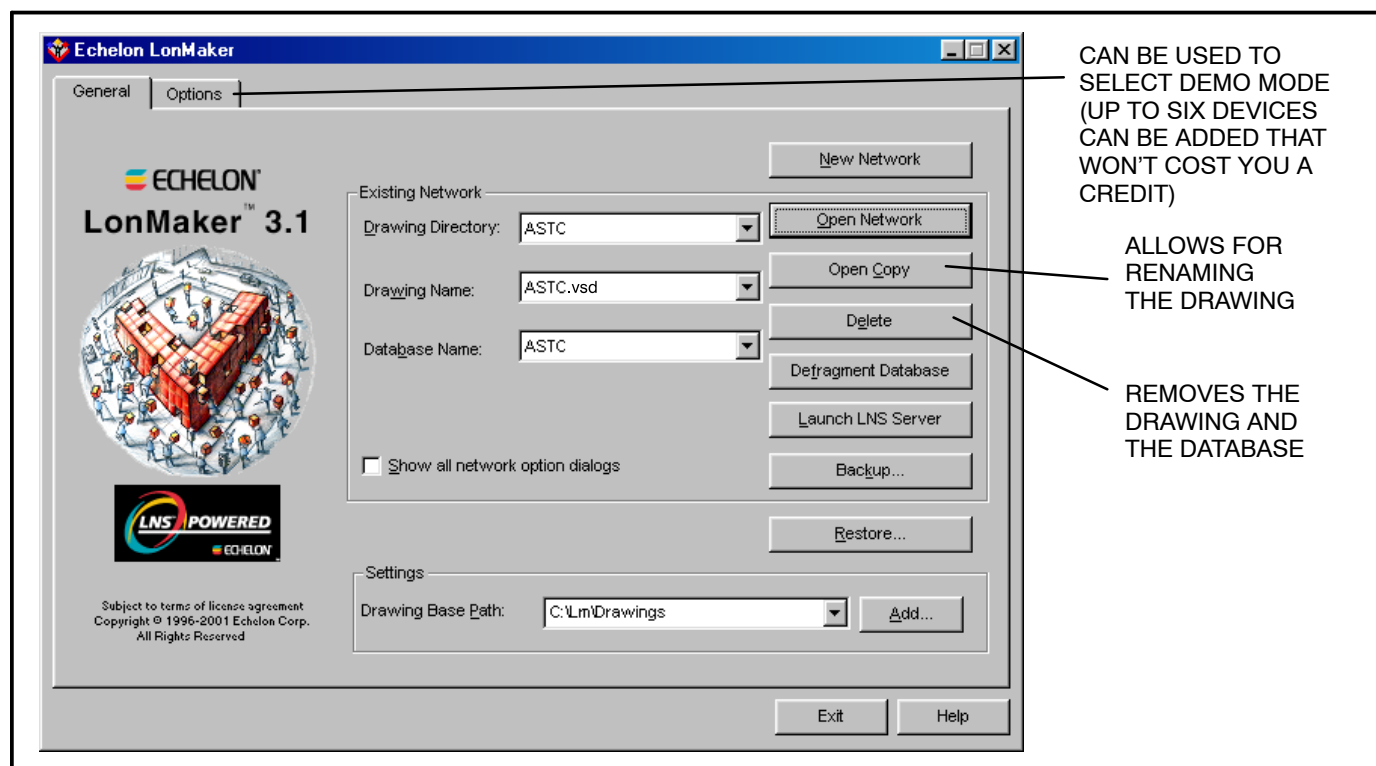 Echelon LonMaker
General
Options
ECHELON®
LonMaker™ 3.1
LNS® POWERED
ECHELON®
Subject to terms of license agreement
Copyright © 1996-2001 Echelon Corp.
All Rights Reserved
New Network
Existing Network
Drawing Directory:
ASTC
Open Network
Open Copy
Drawing Name:
ASTC.vsd
Delete
Database Name:
ASTC
Defragment Database
Launch LNS Server
Show all network option dialogs
Backup...
Restore...
Settings
Drawing Base Path:
C:\Lm\Drawings
Add...
Exit
Help
CAN BE USED TO
SELECT DEMO MODE
(UP TO SIX DEVICES
CAN BE ADDED THAT
WON’T COST YOU A
CREDIT)
ALLOWS FOR
RENAMING
THE DRAWING
REMOVES THE
DRAWING AND
THE DATABASE